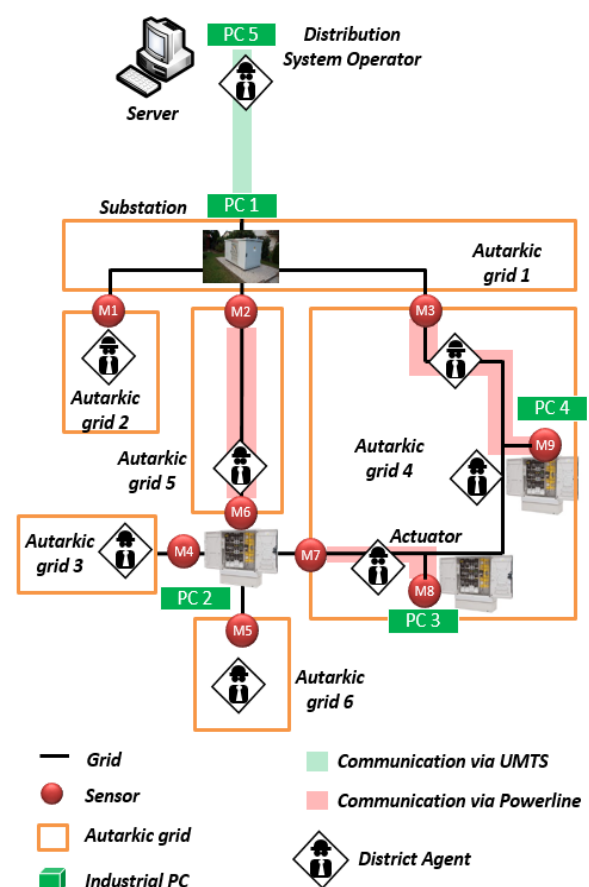 PC 5
Distribution
System Operator
Server
Substation
PC 1
Autarkic
grid 1
M1
M2
M3
Autarkic
grid 2
PC 4
Autarkic
grid 5
Autarkic
grid 4
M9
M6
Autarkic
grid 3
M4
M7
Actuator
PC 2
M8
PC 3
M5
Autarkic
grid 6
Grid
Communication via UMTS
Sensor
Communication via Powerline
Autarkic grid
District Agent
Industrial PC